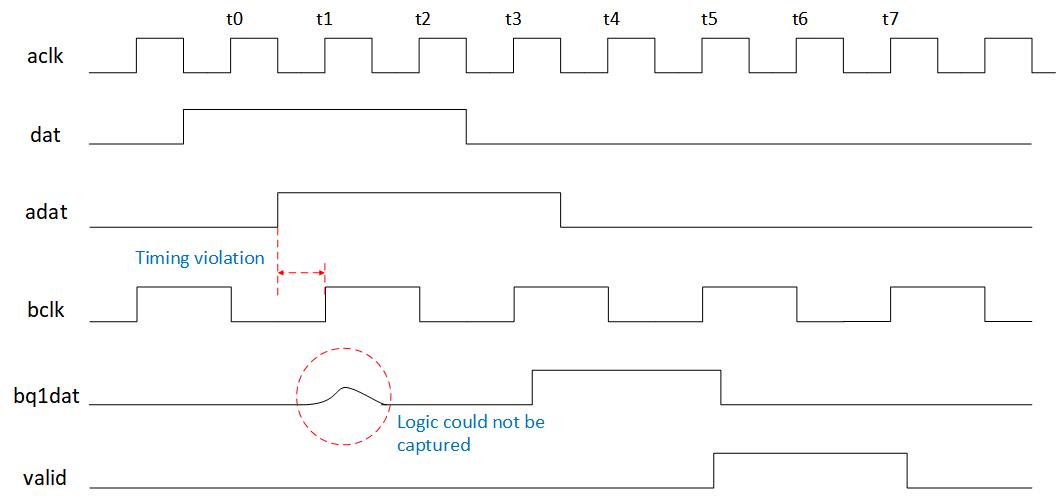 t0 t1 t2 t3 t4 t5 t6 t7
aclk
dat
adat
Timing violation
bclk
bq1dat
Logic could not be
captured
valid